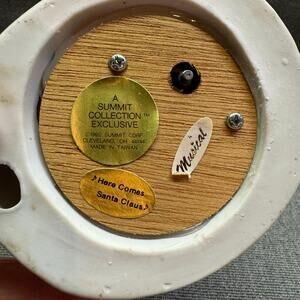 A
SUMMIT
COLLECTION™
EXCLUSIVE
SUMMIT CORP
CLEVELAND, OH
MADE IN TAIWAN
Musical
♪Here Comes
Santa Claus♪